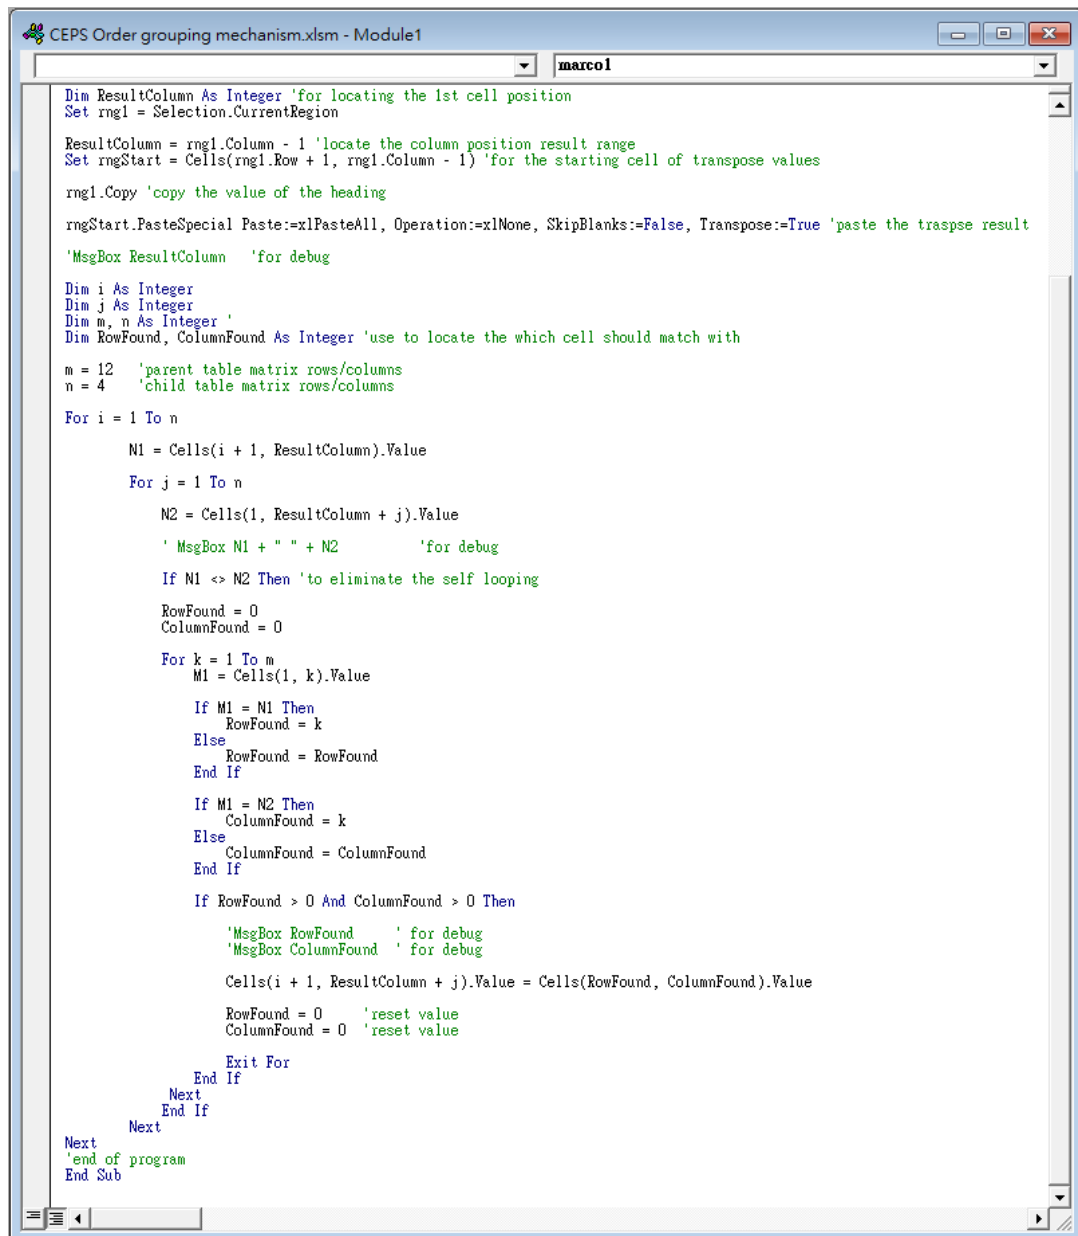 CEPS Order grouping mechanism.xlsm - Module1
marco1
Dim ResultColumn As Integer 'for locating the 1st cell position
Set rng1 = Selection.CurrentRegion
ResultColumn = rng1.Column - 1 'locate the column position result range
Set rngStart = Cells(rng1.Row + 1, rng1.Column - 1) 'for the starting cell of transpose values
rng1.Copy 'copy the value of the heading
rngStart.PasteSpecial Paste:=xlPasteAll, Operation:=xlNone, SkipBlanks:=False, Transpose:=True 'paste the traspse result
'MsgBox ResultColumn   'for debug
Dim i As Integer
Dim j As Integer
Dim m, n As Integer '
Dim RowFound, ColumnFound As Integer 'use to locate the which cell should match with
m = 12   'parent table matrix rows/columns
n = 4    'child table matrix rows/columns
For i = 1 To n
N1 = Cells(i + 1, ResultColumn).Value
For j = 1 To n
N2 = Cells(1, ResultColumn + j).Value
' MsgBox N1 + " " + N2          'for debug
If N1 <> N2 Then 'to eliminate the self looping
RowFound = 0
ColumnFound = 0
For k = 1 To m
M1 = Cells(1, k).Value
If M1 = N1 Then
RowFound = k
Else
RowFound = RowFound
End If
If M1 = N2 Then
ColumnFound = k
Else
ColumnFound = ColumnFound
End If
If RowFound > 0 And ColumnFound > 0 Then
'MsgBox RowFound     ' for debug
'MsgBox ColumnFound  ' for debug
Cells(i + 1, ResultColumn + j).Value = Cells(RowFound, ColumnFound).Value
RowFound = 0     'reset value
ColumnFound = 0  'reset value
Exit For
End If
Next
End If
Next
Next
'end of program
End Sub